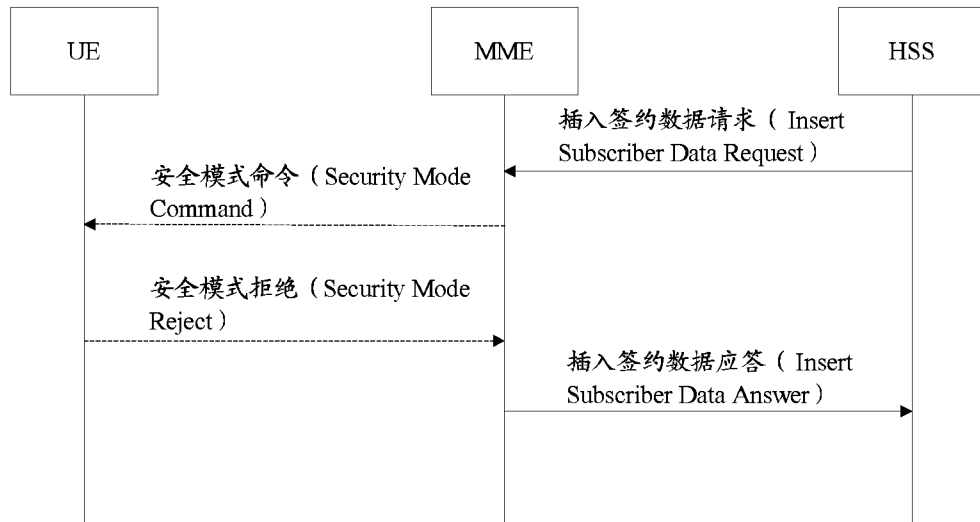 UE
MME
HSS
插入签约数据请求（ Insert
Subscriber Data Request）
安全模式命令（Security Mode
Command）
安全模式拒绝（Security Mode
Reject）
插入签约数据应答（ Insert
Subscriber Data Answer）